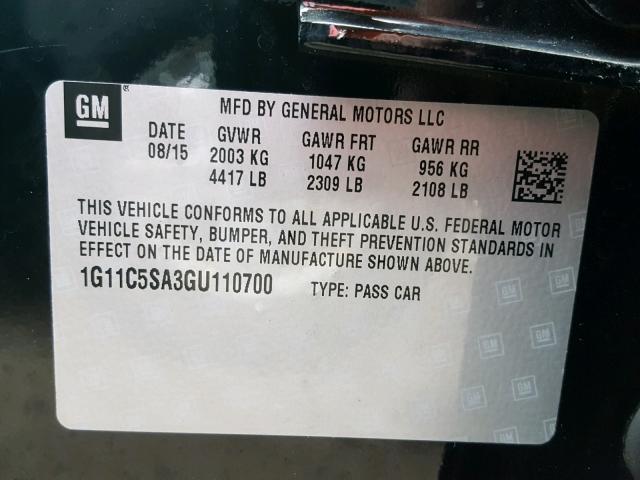 GM
®
MFD BY GENERAL MOTORS LLC
DATE GVWR GAWR FRT GAWR RR
08/15 2003 KG 1047 KG 956 KG
4417 LB 2309 LB 2108 LB
THIS VEHICLE CONFORMS TO ALL APPLICABLE U.S. FEDERAL MOTOR
VEHICLE SAFETY, BUMPER, AND THEFT PREVENTION STANDARDS IN
EFFECT ON THE DATE OF MANUFACTURE SHOWN ABOVE.
1G11C5SA3GU110700 TYPE: PASS CAR